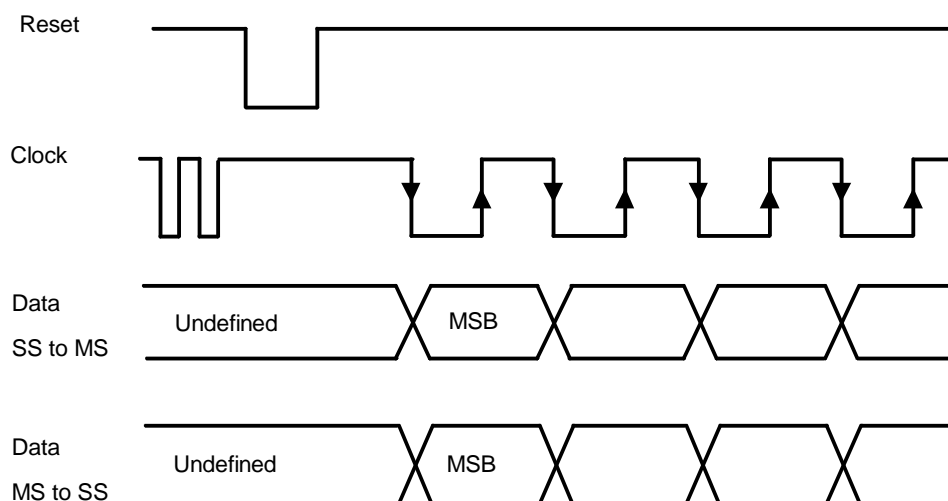 Reset
Clock
Data
SS to MS
Undefined
MSB
Data
MS to SS
Undefined
MSB